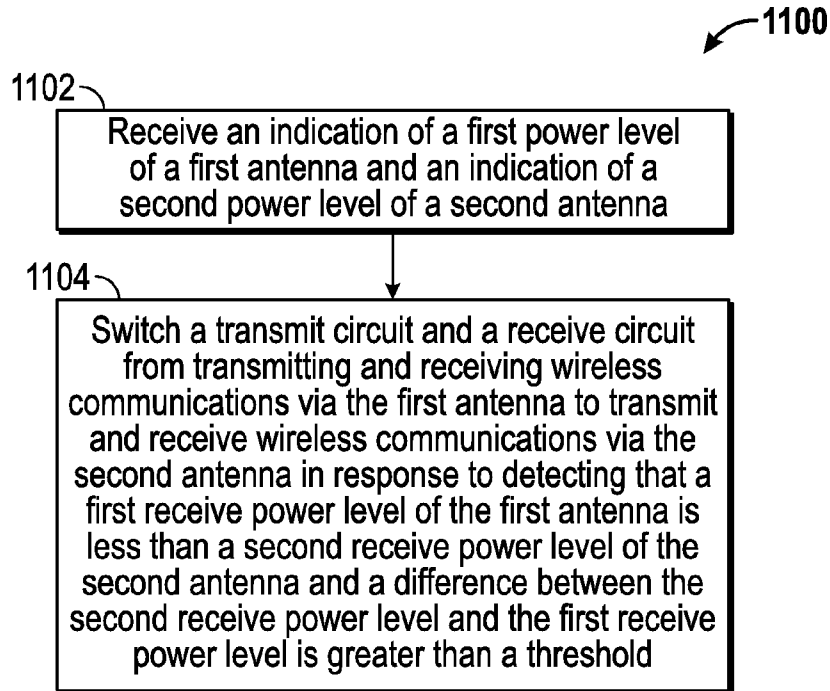 1100
1102
Receive an indication of a first power level
of a first antenna and an indication of a
second power level of a second antenna
1104
Switch a transmit circuit and a receive circuit
from transmitting and receiving wireless
communications via the first antenna to transmit
and receive wireless communications via the
second antenna in response to detecting that a
first receive power level of the first antenna is
less than a second receive power level of the
second antenna and a difference between the
second receive power level and the first receive
power level is greater than a threshold